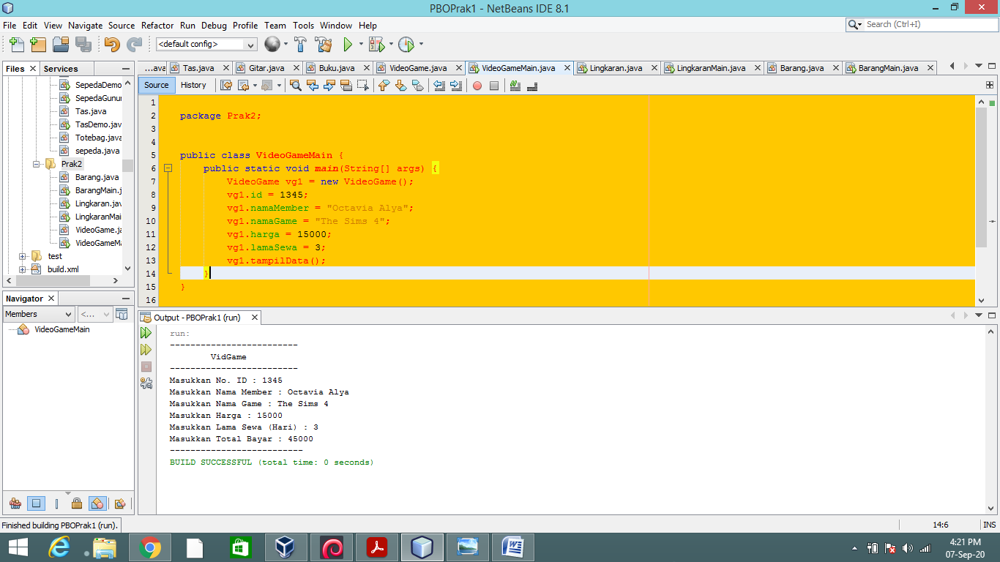 PBOPrak1 - NetBeans IDE 8.1
File Edit View Navigate Source Refactor Run Debug Profile Team Tools Window Help
Search (Ctrl+I)
<default config>
Files Services
...ava Tas.java Gitar.java Buku.java VideoGame.java VideoGameMain.java Lingkaran.java LingkaranMain.java Barang.java BarangMain.java
Source History
SepedaDemo
SepedaGunu
Tas.java
TasDemo.java
Totebag.java
sepeda.java
Prak2
Barang.java
BarangMain.j
Lingkaran.jav
LingkaranMai
VideoGame.ja
VideoGameMa
test
build.xml
1
2 package Prak2;
3
4
5 public class VideoGameMain {
6 public static void main(String[] args) {
7 VideoGame vg1 = new VideoGame();
8 vg1.id = 1345;
9 vg1.namaMember = "Octavia Alya";
10 vg1.namaGame = "The Sims 4";
11 vg1.harga = 15000;
12 vg1.lamaSewa = 3;
13 vg1.tampilData();
14 }
15 }
16
Navigator
Members <...
VideoGameMain
Output - PBOPrak1 (run)
run:
-------------------------
VidGame
-------------------------
Masukkan No. ID : 1345
Masukkan Nama Member : Octavia Alya
Masukkan Nama Game : The Sims 4
Masukkan Harga : 15000
Masukkan Lama Sewa (Hari) : 3
Masukkan Total Bayar : 45000
--------------------------
BUILD SUCCESSFUL (total time: 0 seconds)
Finished building PBOPrak1 (run).
14:6 INS
4:21 PM
07-Sep-20